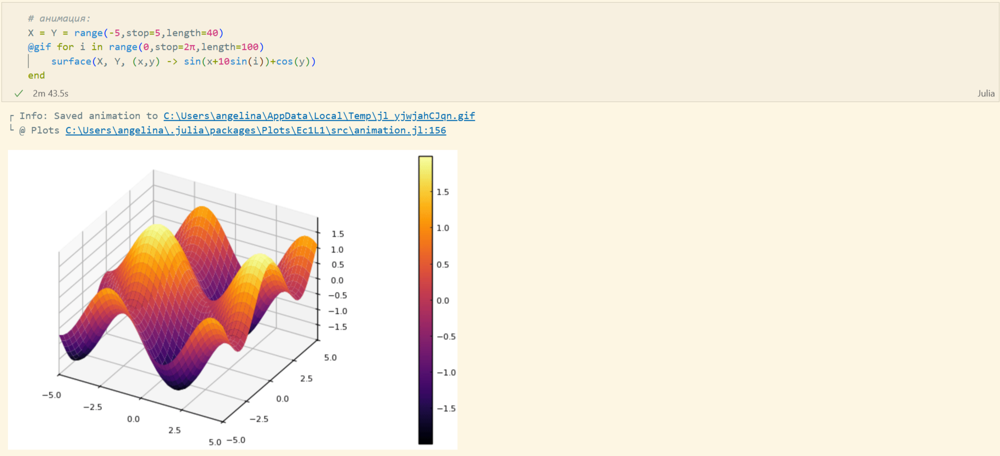 # анимация:
X = Y = range(-5,stop=5,length=40)
@gif for i in range(0,stop=2π,length=100)
    surface(X, Y, (x,y) -> sin(x+10sin(i))+cos(y))
end
2m 43.5s
Julia
┌ Info: Saved animation to C:\Users\angelina\AppData\Local\Temp\jl_yjwjahCJqn.gif
└ @ Plots C:\Users\angelina\.julia\packages\Plots\Ec1L1\src\animation.jl:156
1.5
1.0
0.5
0.0
−0.5
−1.0
−1.5
5.0
2.5
0.0
−2.5
−5.0
−5.0
−2.5
0.0
2.5
5.0
1.5
1.0
0.5
0.0
−0.5
−1.0
−1.5